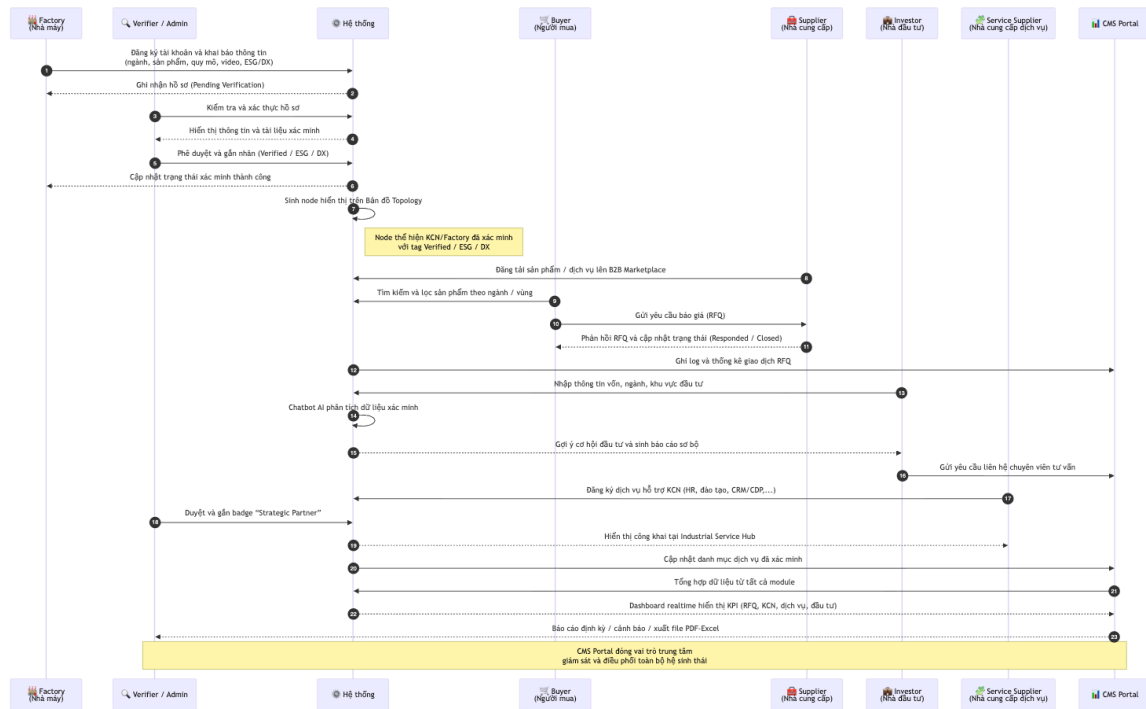 Factory
(Nhà máy)
Verifier / Admin
Hệ thống
Buyer
(Người mua)
Supplier
(Nhà cung cấp)
Investor
(Nhà đầu tư)
Service Supplier
(Nhà cung cấp dịch vụ)
CMS Portal
Đăng ký tài khoản và khai báo thông tin
(ngành, sản phẩm, quy mô, video, ESG/DX)
1
Ghi nhận hồ sơ (Pending Verification)
2
Kiểm tra và xác thực hồ sơ
3
Hiển thị thông tin và tài liệu xác minh
4
Phê duyệt và gắn nhãn (Verified / ESG / DX)
5
Cập nhật trạng thái xác minh thành công
6
Sinh node hiển thị trên Bản đồ Topology
7
Node thể hiện KCN/Factory đã xác minh
với tag Verified / ESG / DX
Đăng tải sản phẩm / dịch vụ lên B2B Marketplace
8
Tìm kiếm và lọc sản phẩm theo ngành / vùng
9
Gửi yêu cầu báo giá (RFQ)
10
Phản hồi RFQ và cập nhật trạng thái (Responded / Closed)
11
Ghi log và thống kê giao dịch RFQ
12
Nhập thông tin vốn, ngành, khu vực đầu tư
13
Chatbot AI phân tích dữ liệu xác minh
14
Gợi ý cơ hội đầu tư và sinh báo cáo sơ bộ
15
Gửi yêu cầu liên hệ chuyên viên tư vấn
16
Đăng ký dịch vụ hỗ trợ KCN (HR, đào tạo, CRM/CDP,...)
17
Duyệt và gắn badge “Strategic Partner”
18
Hiển thị công khai tại Industrial Service Hub
19
Cập nhật danh mục dịch vụ đã xác minh
20
Tổng hợp dữ liệu từ tất cả module
21
Dashboard realtime hiển thị KPI (RFQ, KCN, dịch vụ, đầu tư)
22
Báo cáo định kỳ / cảnh báo / xuất file PDF-Excel
23
CMS Portal đóng vai trò trung tâm
giám sát và điều phối toàn bộ hệ sinh thái
Factory
(Nhà máy)
Verifier / Admin
Hệ thống
Buyer
(Người mua)
Supplier
(Nhà cung cấp)
Investor
(Nhà đầu tư)
Service Supplier
(Nhà cung cấp dịch vụ)
CMS Portal